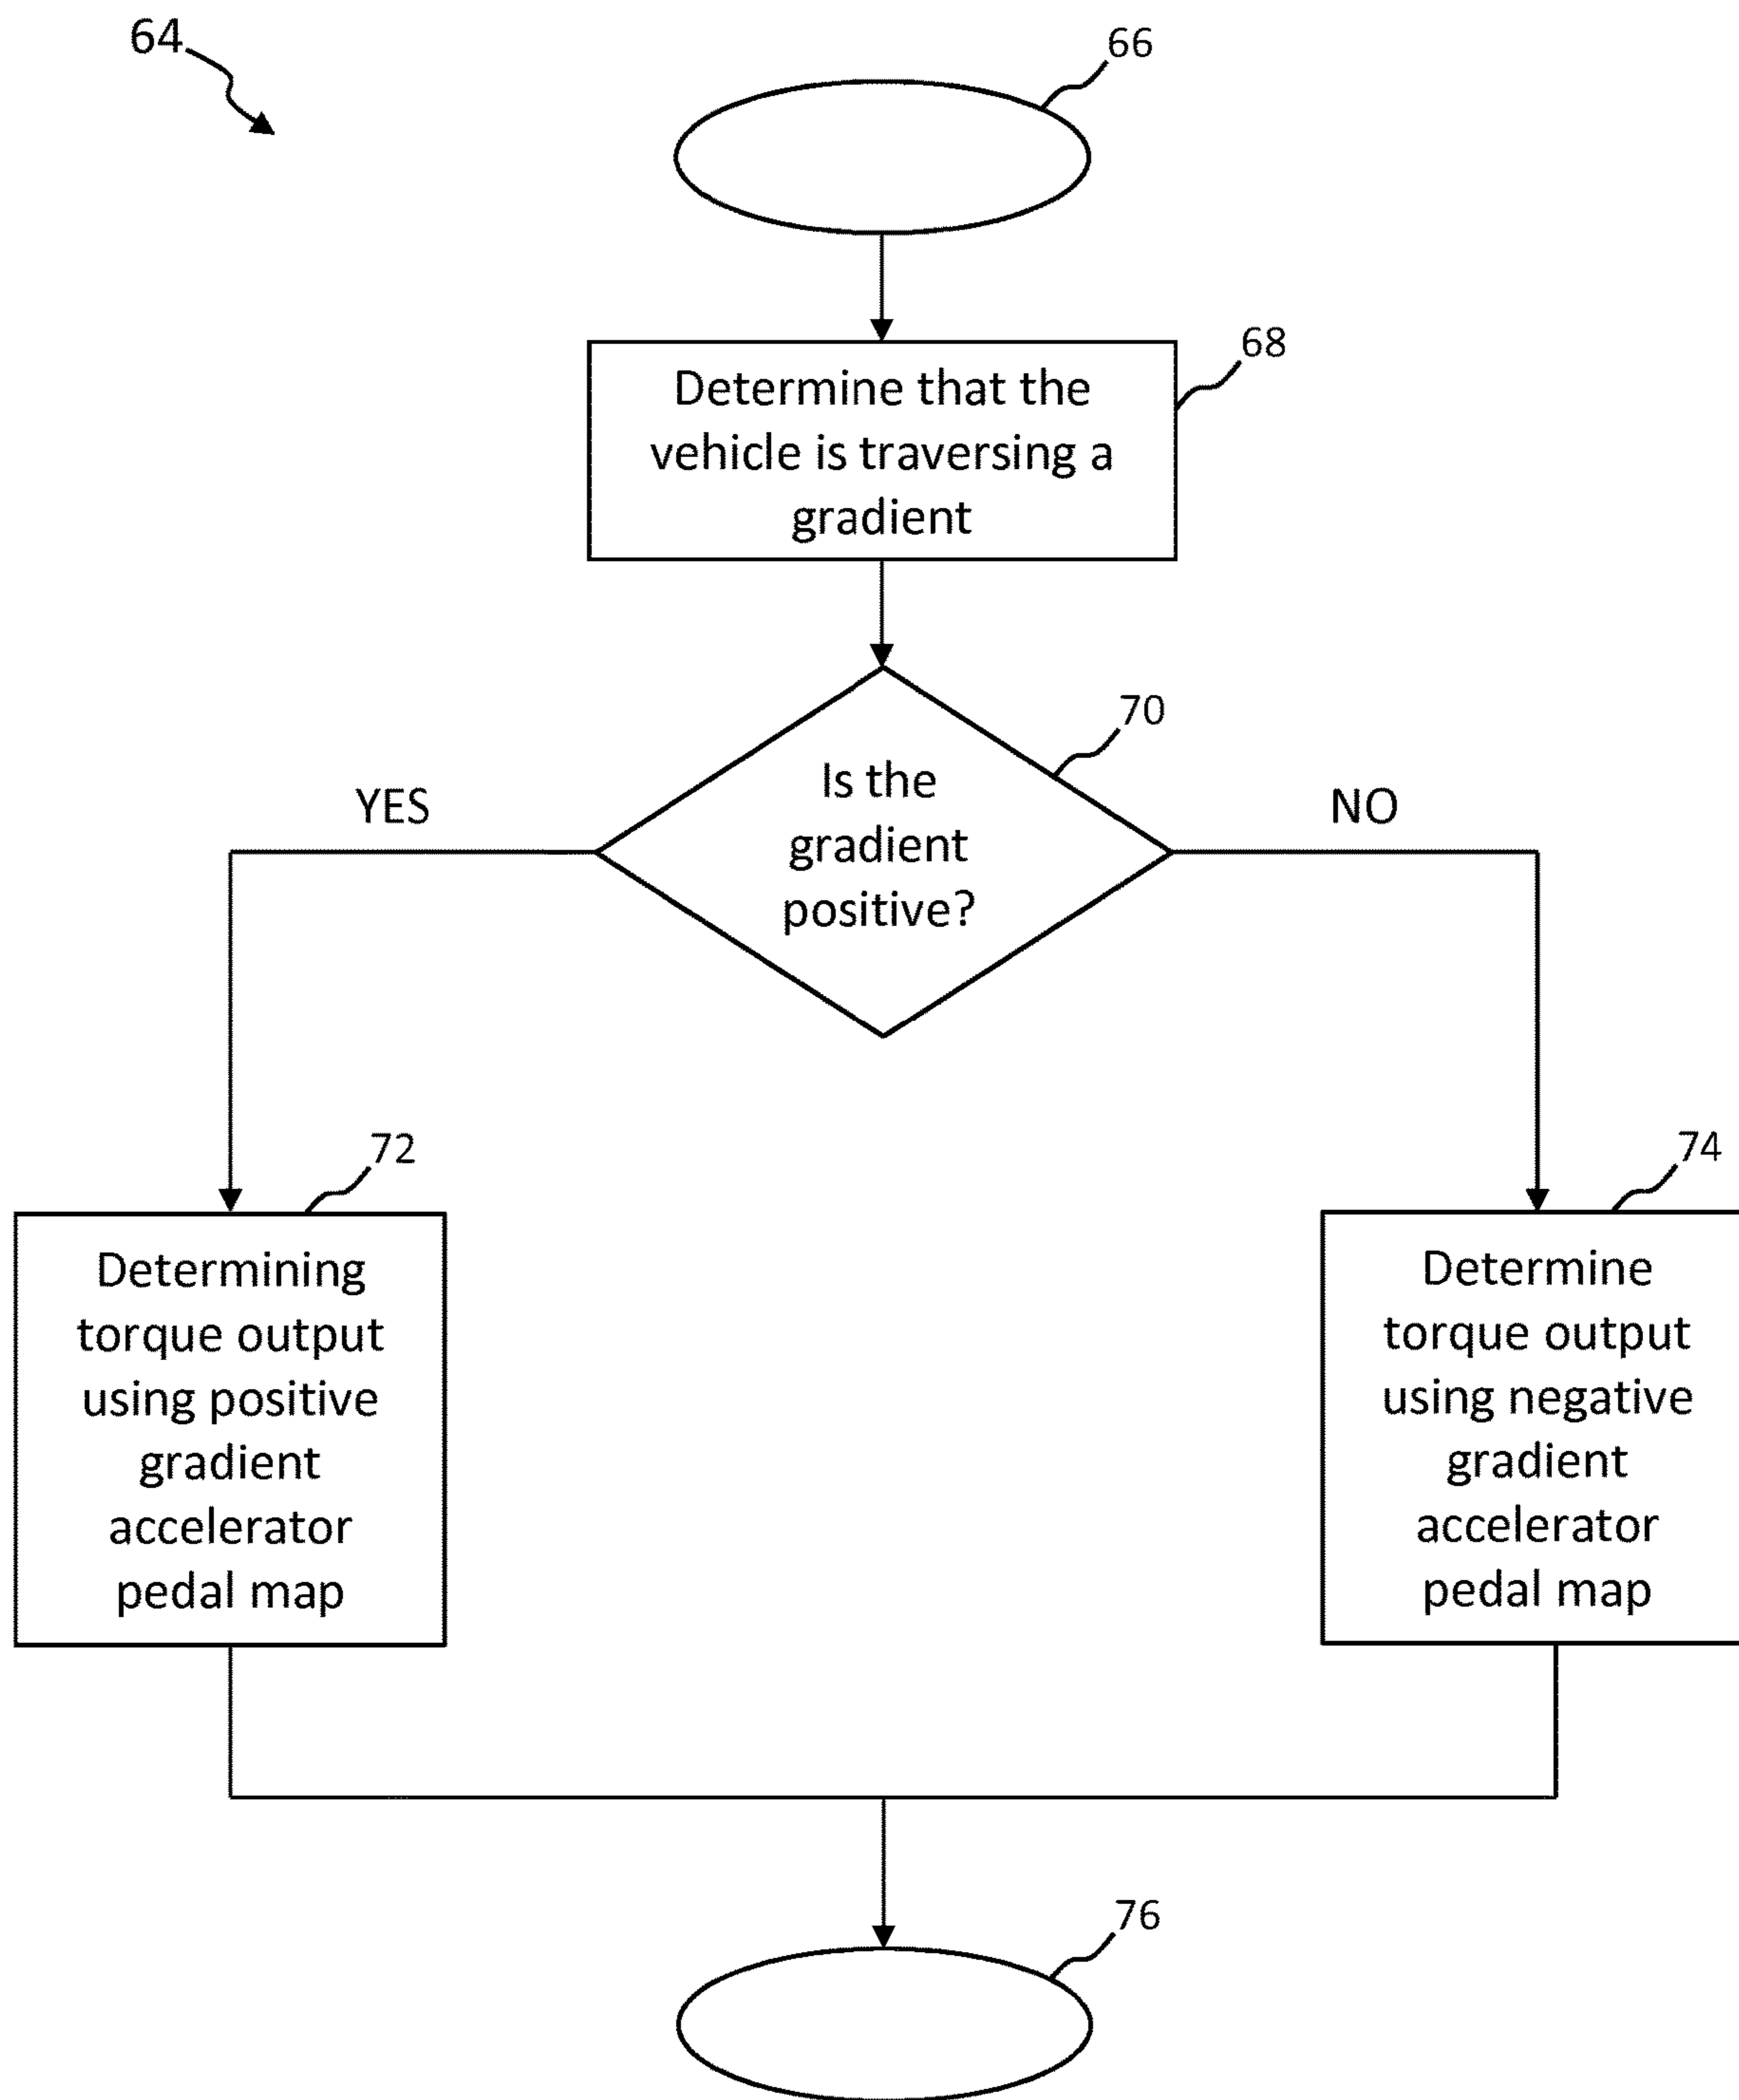 64
66
68
Determine that the
vehicle is traversing a
gradient
70
Is the
gradient
positive?
YES
NO
72
74
Determining
torque output
using positive
gradient
accelerator
pedal map
Determine
torque output
using negative
gradient
accelerator
pedal map
76